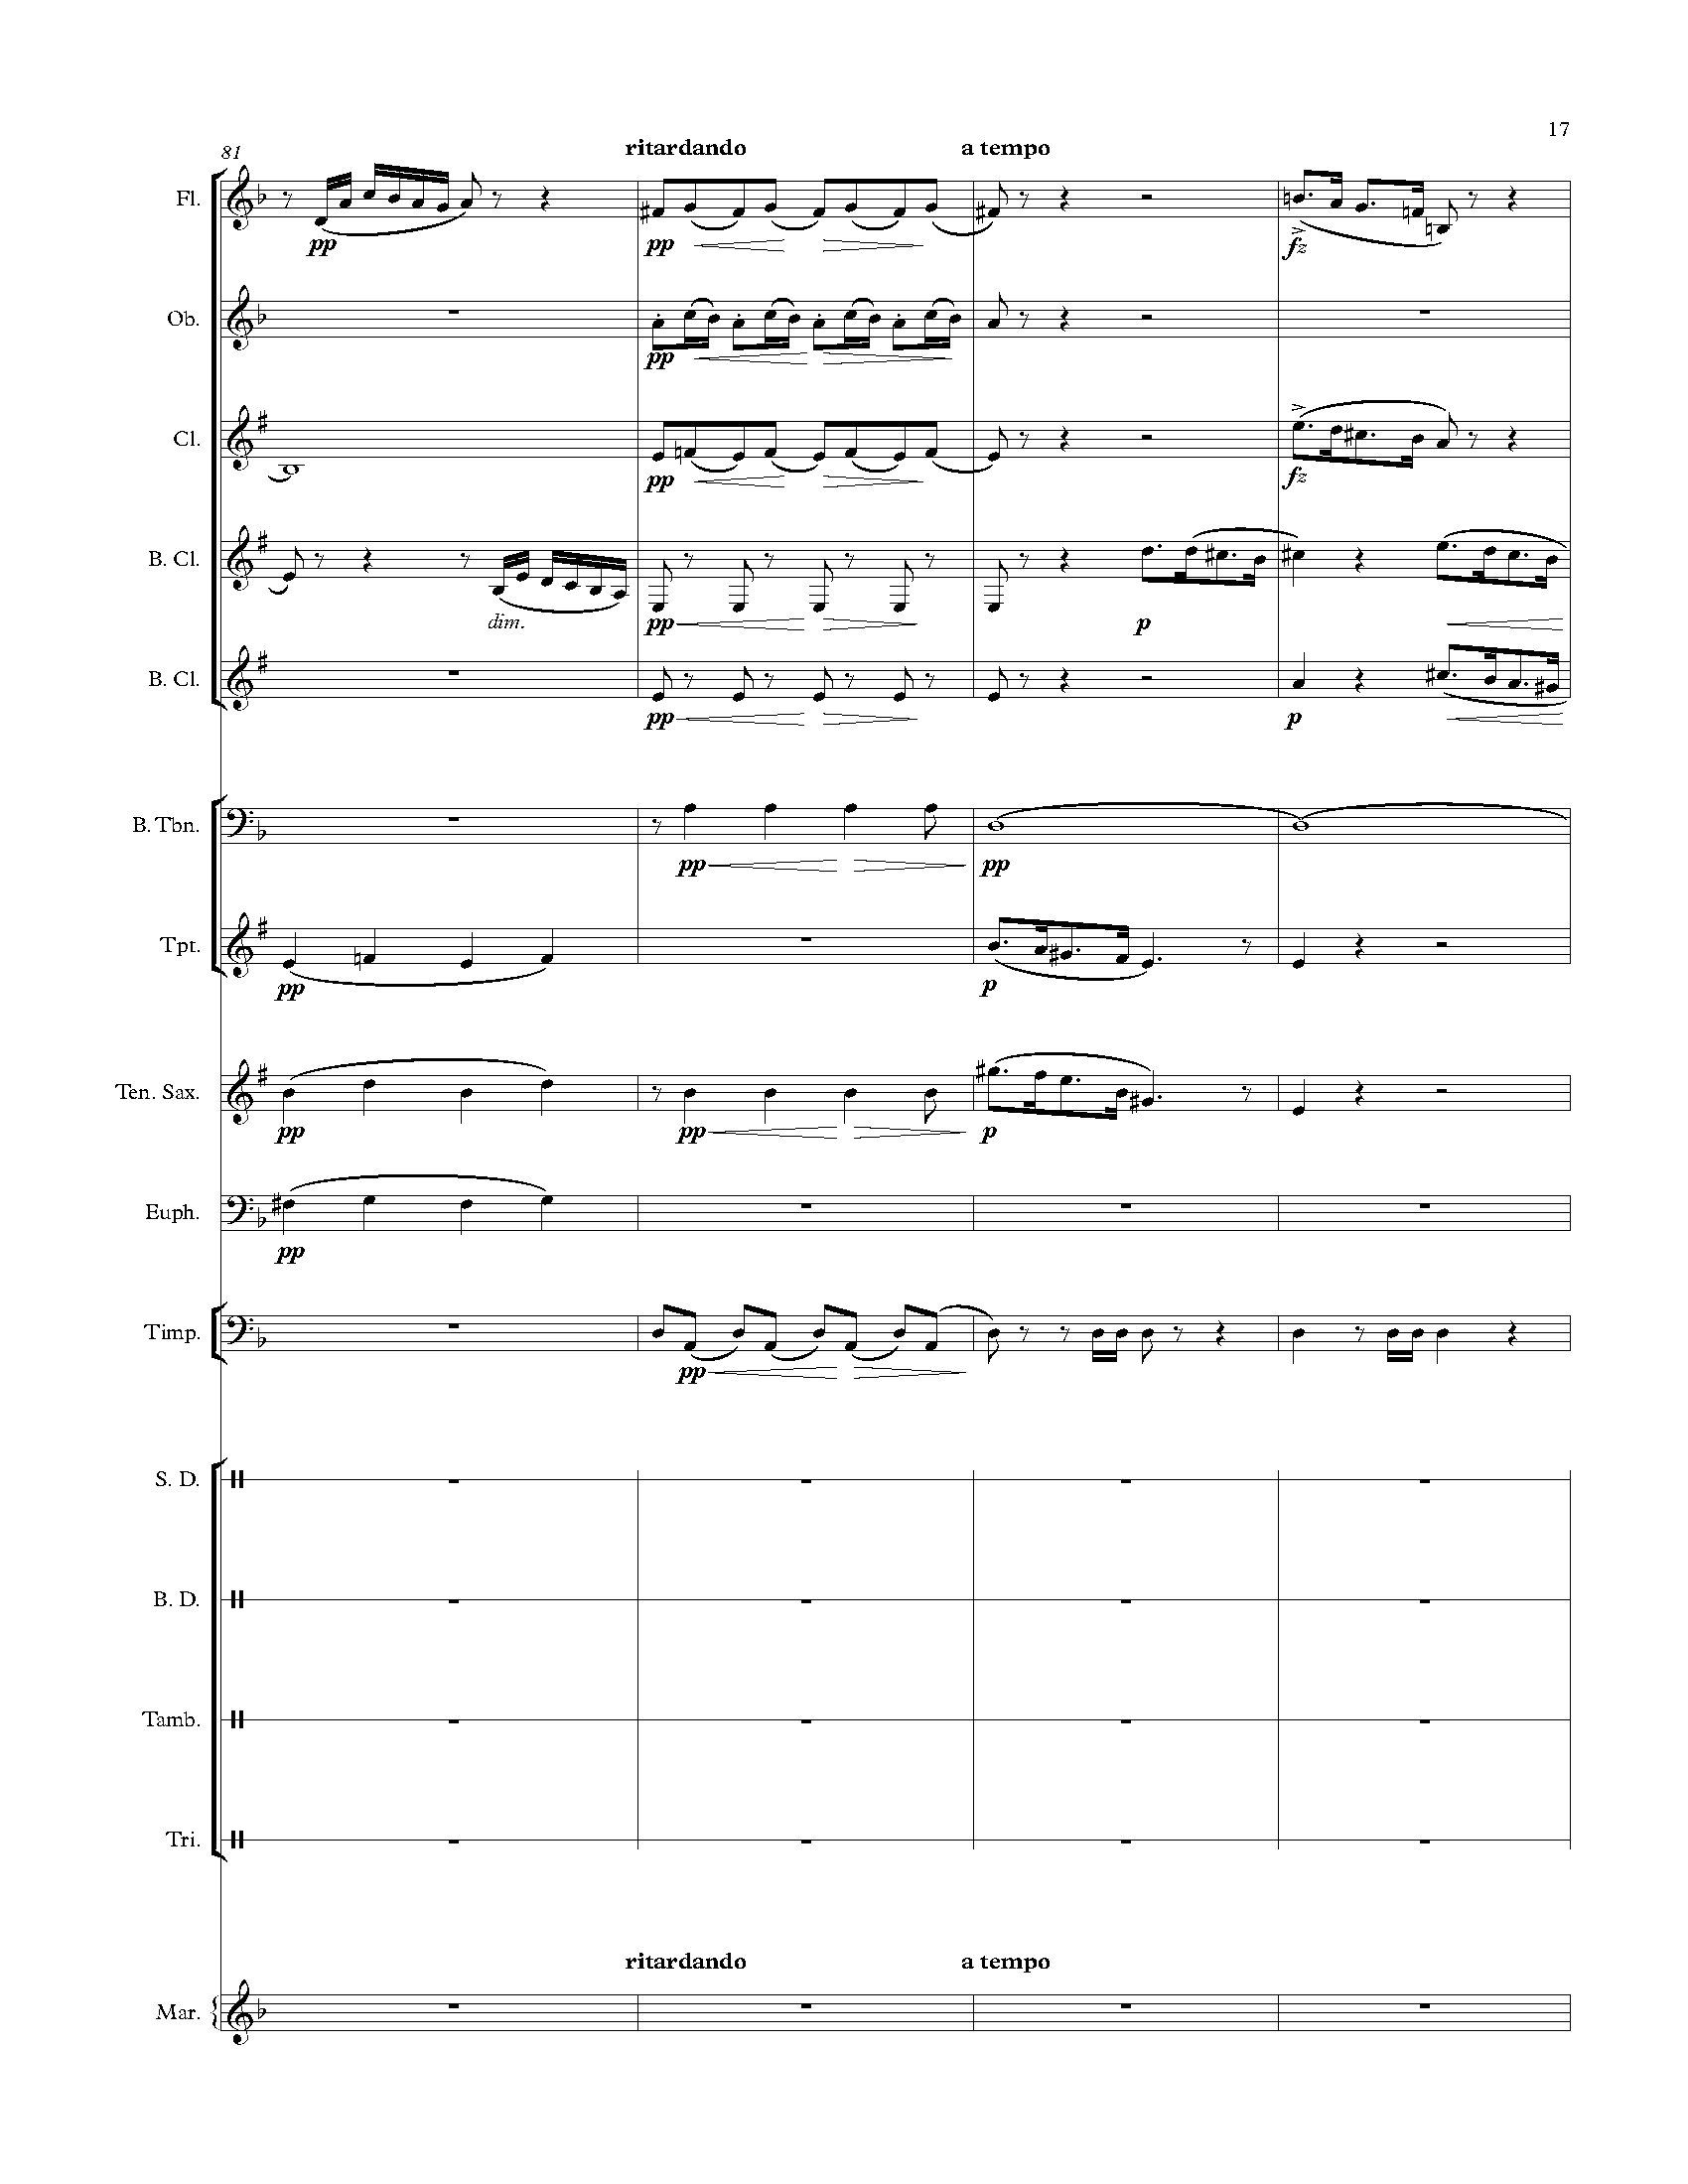 17
81
ritardando
a tempo
Fl.
pp
pp
fz
Ob.
pp
Cl.
pp
fz
B. Cl.
dim.
pp
p
B. Cl.
pp
p
B. Tbn.
pp
pp
Tpt.
pp
p
Ten. Sax.
pp
pp
p
Euph.
pp
Timp.
pp
S. D.
B. D.
Tamb.
Tri.
ritardando
a tempo
Mar.